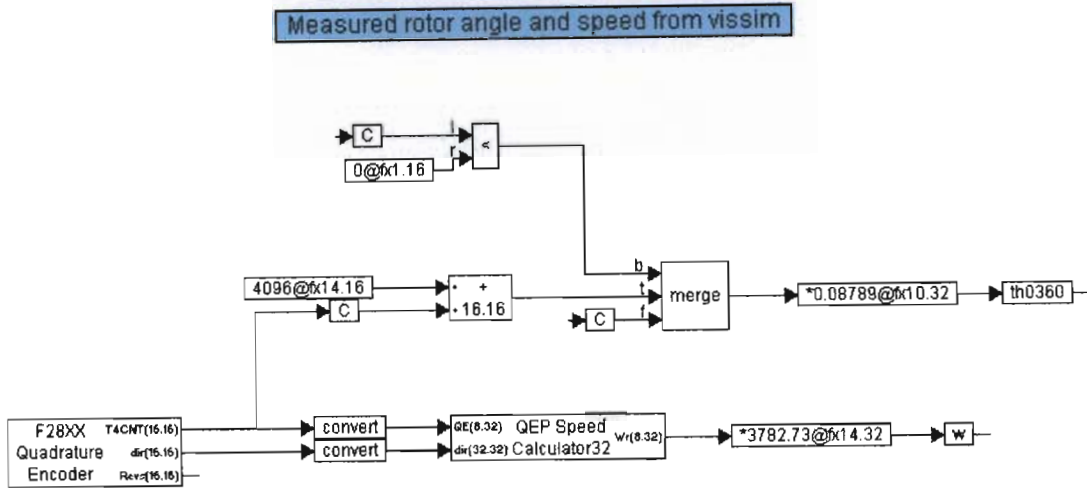 Measured rotor angle and speed from vissim
C
l
r
<
0@fx1.16
4096@fx14.16
C
+
16.16
C
b
t
f
merge
*0.08789@fx10.32
th0360
F28XX
Quadrature
Encoder
T4CNT(16.16)
dir(16.16)
Revs(16.16)
convert
convert
QE(8.32)
dir(32.32)
QEP Speed
Calculator32
Wr(8.32)
*3782.73@fx14.32
w